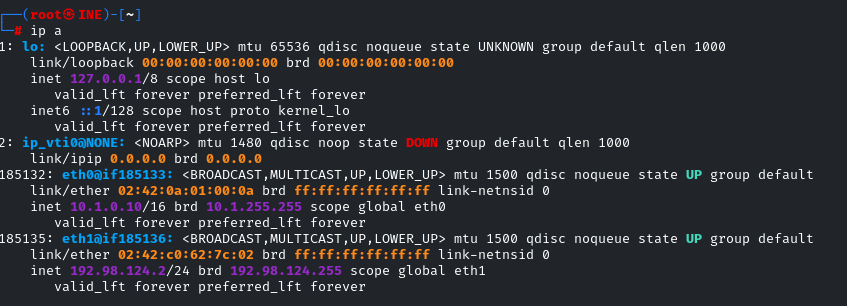 ┌──(root㉿INE)-[~]
└─# ip a
1: lo: <LOOPBACK,UP,LOWER_UP> mtu 65536 qdisc noqueue state UNKNOWN group default qlen 1000
link/loopback 00:00:00:00:00:00 brd 00:00:00:00:00:00
inet 127.0.0.1/8 scope host lo
valid_lft forever preferred_lft forever
inet6 ::1/128 scope host proto kernel_lo
valid_lft forever preferred_lft forever
2: ip_vti0@NONE: <NOARP> mtu 1480 qdisc noop state DOWN group default qlen 1000
link/ipip 0.0.0.0 brd 0.0.0.0
185132: eth0@if185133: <BROADCAST,MULTICAST,UP,LOWER_UP> mtu 1500 qdisc noqueue state UP group default
link/ether 02:42:0a:01:00:0a brd ff:ff:ff:ff:ff:ff link-netnsid 0
inet 10.1.0.10/16 brd 10.1.255.255 scope global eth0
valid_lft forever preferred_lft forever
185135: eth1@if185136: <BROADCAST,MULTICAST,UP,LOWER_UP> mtu 1500 qdisc noqueue state UP group default
link/ether 02:42:c0:62:7c:02 brd ff:ff:ff:ff:ff:ff link-netnsid 0
inet 192.98.124.2/24 brd 192.98.124.255 scope global eth1
valid_lft forever preferred_lft forever